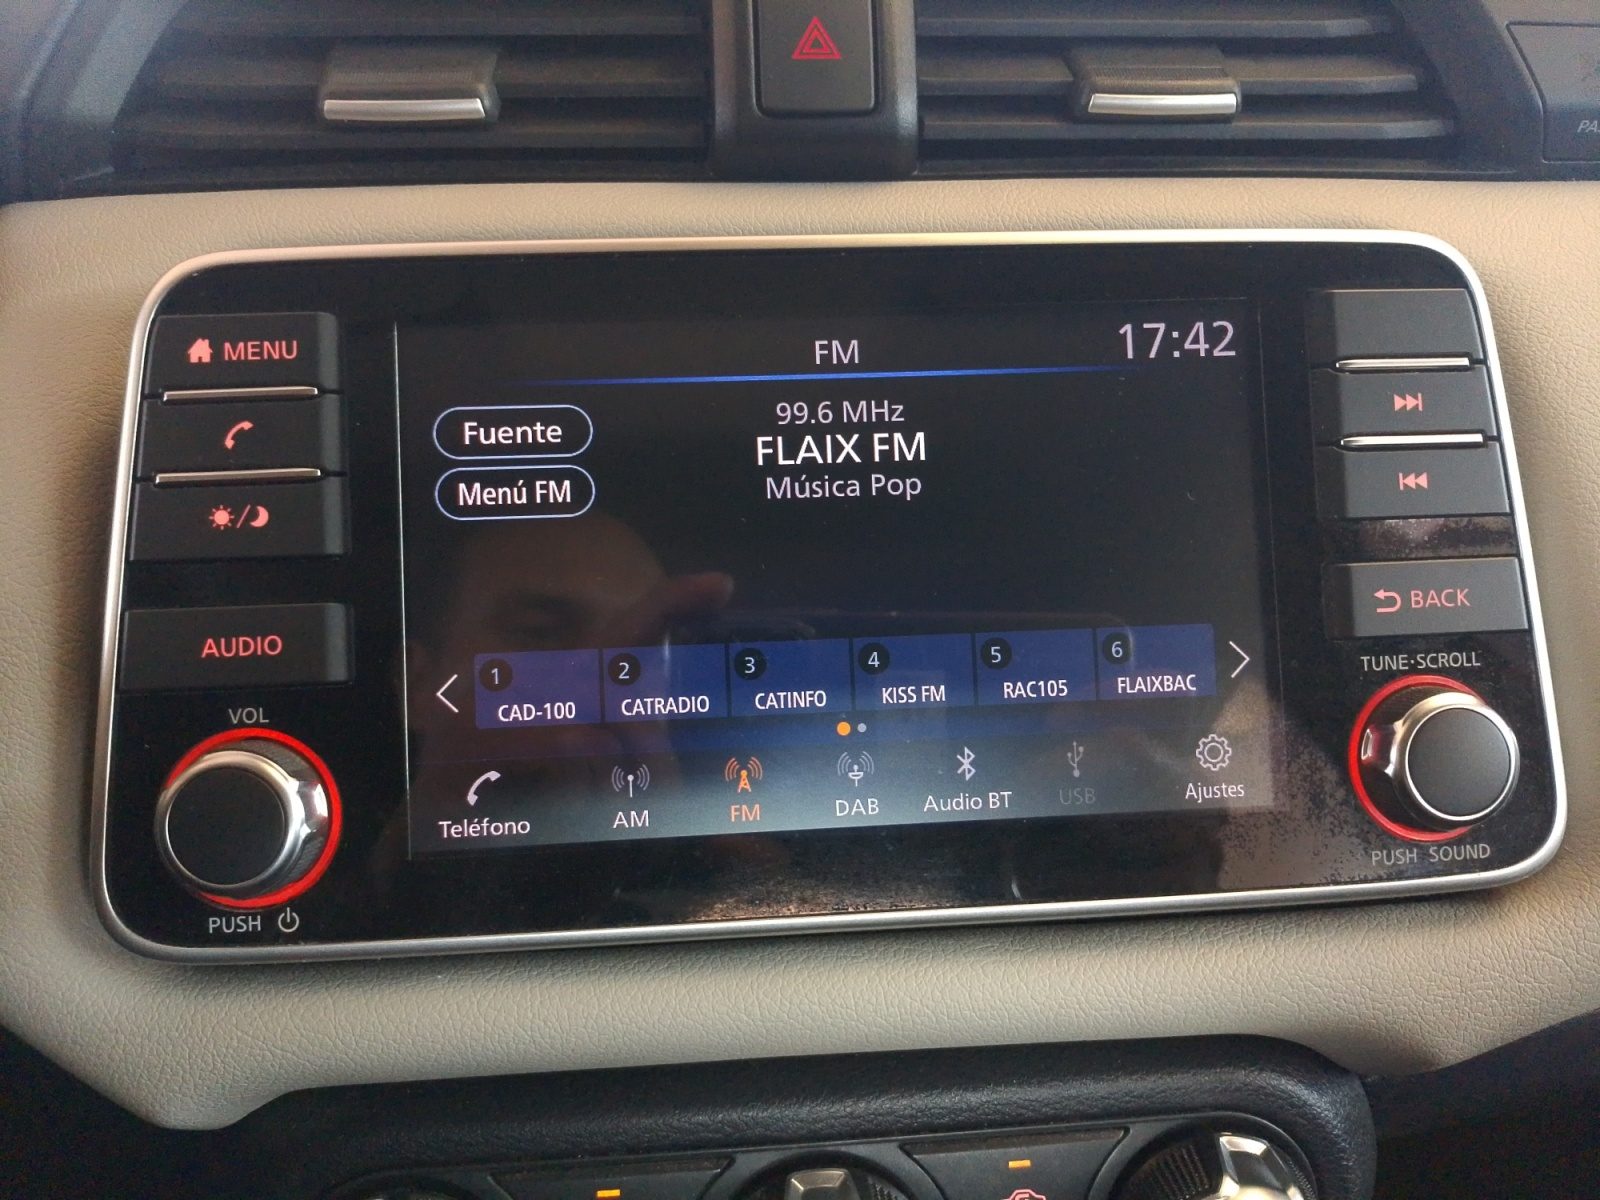 PA
MENU
AUDIO
VOL
PUSH
FM
17:42
99.6 MHz
FLAIX FM
Música Pop
Fuente
Menú FM
1 CAD-100
2 CATRADIO
3 CATINFO
4 KISS FM
5 RAC105
6 FLAIXBAC
Teléfono
AM
FM
DAB
Audio BT
USB
Ajustes
BACK
TUNE·SCROLL
PUSH SOUND